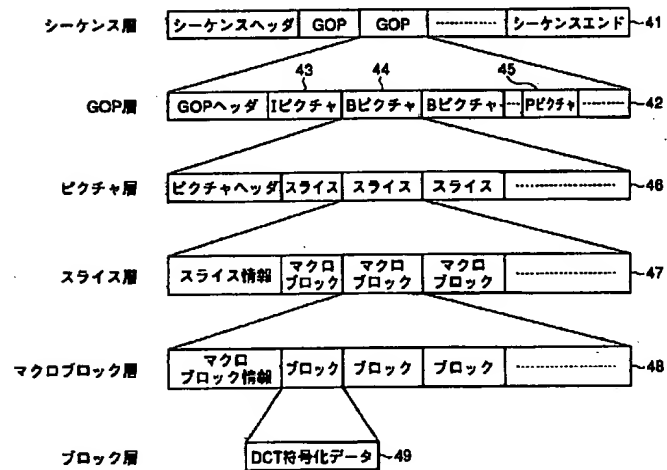 シーケンス層 シーケンスヘッダ GOP GOP ………… シーケンスエンド 41
43 44 45
GOP層 GOPヘッダ Iピクチャ Bピクチャ Bピクチャ … Pピクチャ ……… 42
ピクチャ層 ピクチャヘッダ スライス スライス スライス ………… 46
スライス層 スライス情報 マクロブロック マクロブロック マクロブロック ………… 47
マクロブロック層 マクロブロック情報 ブロック ブロック ブロック ………… 48
ブロック層 DCT符号化データ 49